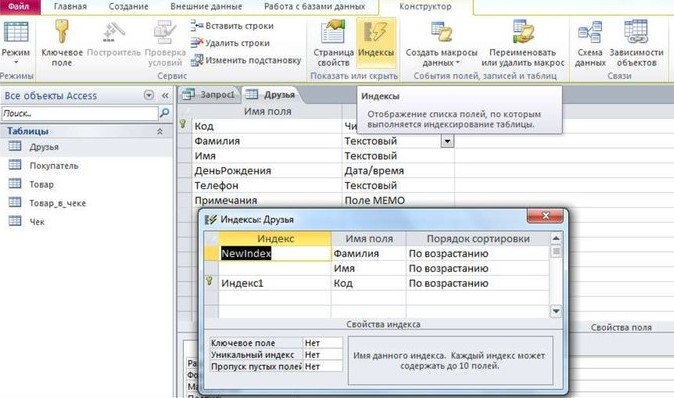 Файл Главная Создание Внешние данные Работа с базами данных Конструктор
Режим Ключевое поле Построитель Проверка условий Вставить строки Удалить строки Изменить подстановку Страница свойств Индексы Создать макросы данных Переименовать или удалить макрос Схема данных Зависимости объектов
Режимы Сервис Показать или скрыть События полей, записей и таблиц Связи
Все объекты Access
Поиск...
Таблицы
Друзья
Покупатель
Товар
Товар_в_чеке
Чек
Запрос1 Друзья
Имя поля
Индексы
Отображение списка полей, по которым
выполняется индексирование таблицы.
Код
Фамилия Текстовый
Имя Текстовый
ДеньРождения Дата/время
Телефон Текстовый
Примечания Поле MEMO
Индексы: Друзья
Индекс Имя поля Порядок сортировки
NewIndex Фамилия По возрастанию
Имя По возрастанию
Индекс1 Код По возрастанию
Свойства индекса
Ключевое поле Нет
Уникальный индекс Нет
Пропуск пустых полей Нет
Имя данного индекса. Каждый индекс может
содержать до 10 полей.
Свойства поля